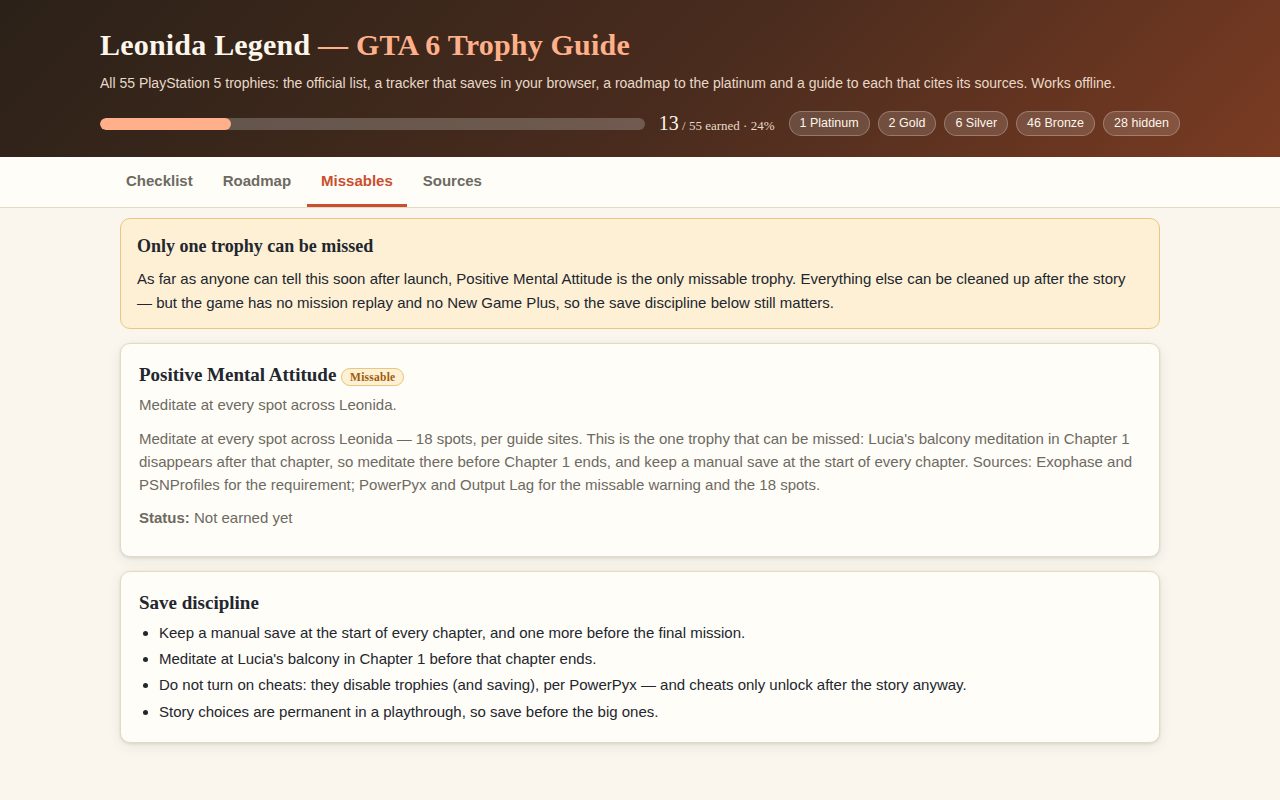 Leonida Legend — GTA 6 Trophy Guide
All 55 PlayStation 5 trophies: the official list, a tracker that saves in your browser, a roadmap to the platinum and a guide to each that cites its sources. Works offline.
13 / 55 earned · 24% 1 Platinum 2 Gold 6 Silver 46 Bronze 28 hidden
Checklist Roadmap Missables Sources
Only one trophy can be missed
As far as anyone can tell this soon after launch, Positive Mental Attitude is the only missable trophy. Everything else can be cleaned up after the story
— but the game has no mission replay and no New Game Plus, so the save discipline below still matters.
Positive Mental Attitude Missable
Meditate at every spot across Leonida.
Meditate at every spot across Leonida — 18 spots, per guide sites. This is the one trophy that can be missed: Lucia's balcony meditation in Chapter 1
disappears after that chapter, so meditate there before Chapter 1 ends, and keep a manual save at the start of every chapter. Sources: Exophase and
PSNProfiles for the requirement; PowerPyx and Output Lag for the missable warning and the 18 spots.
Status: Not earned yet
Save discipline
• Keep a manual save at the start of every chapter, and one more before the final mission.
• Meditate at Lucia's balcony in Chapter 1 before that chapter ends.
• Do not turn on cheats: they disable trophies (and saving), per PowerPyx — and cheats only unlock after the story anyway.
• Story choices are permanent in a playthrough, so save before the big ones.